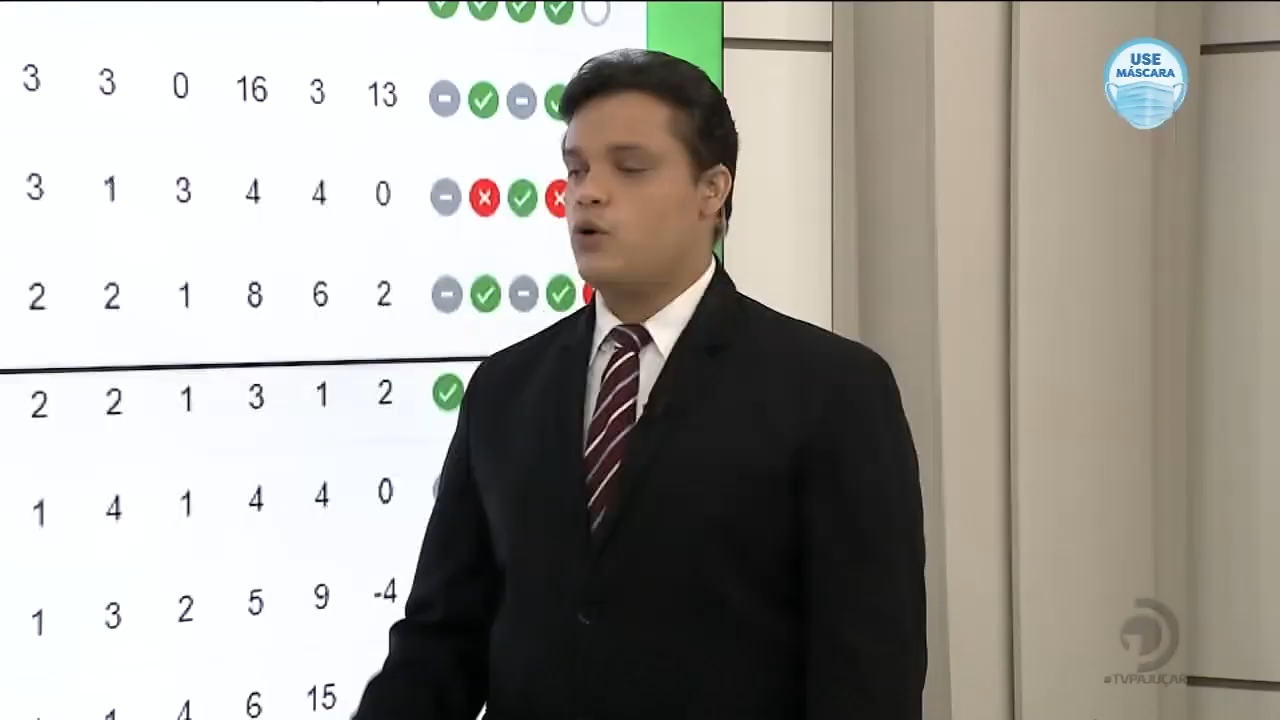 USE
MÁSCARA
3 3 0 16 3 13
3 1 3 4 4 0
2 2 1 8 6 2
2 2 1 3 1 2
1 4 1 4 4 0
1 3 2 5 9 -4
1 4 6 15
#TVPAJUÇAR